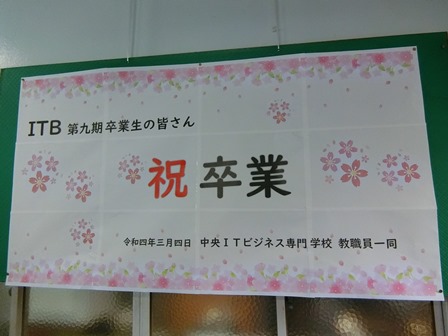 ITB 第九期卒業生の皆さん
祝卒業
令和四年三月四日 中央ITビジネス専門学校 教職員一同